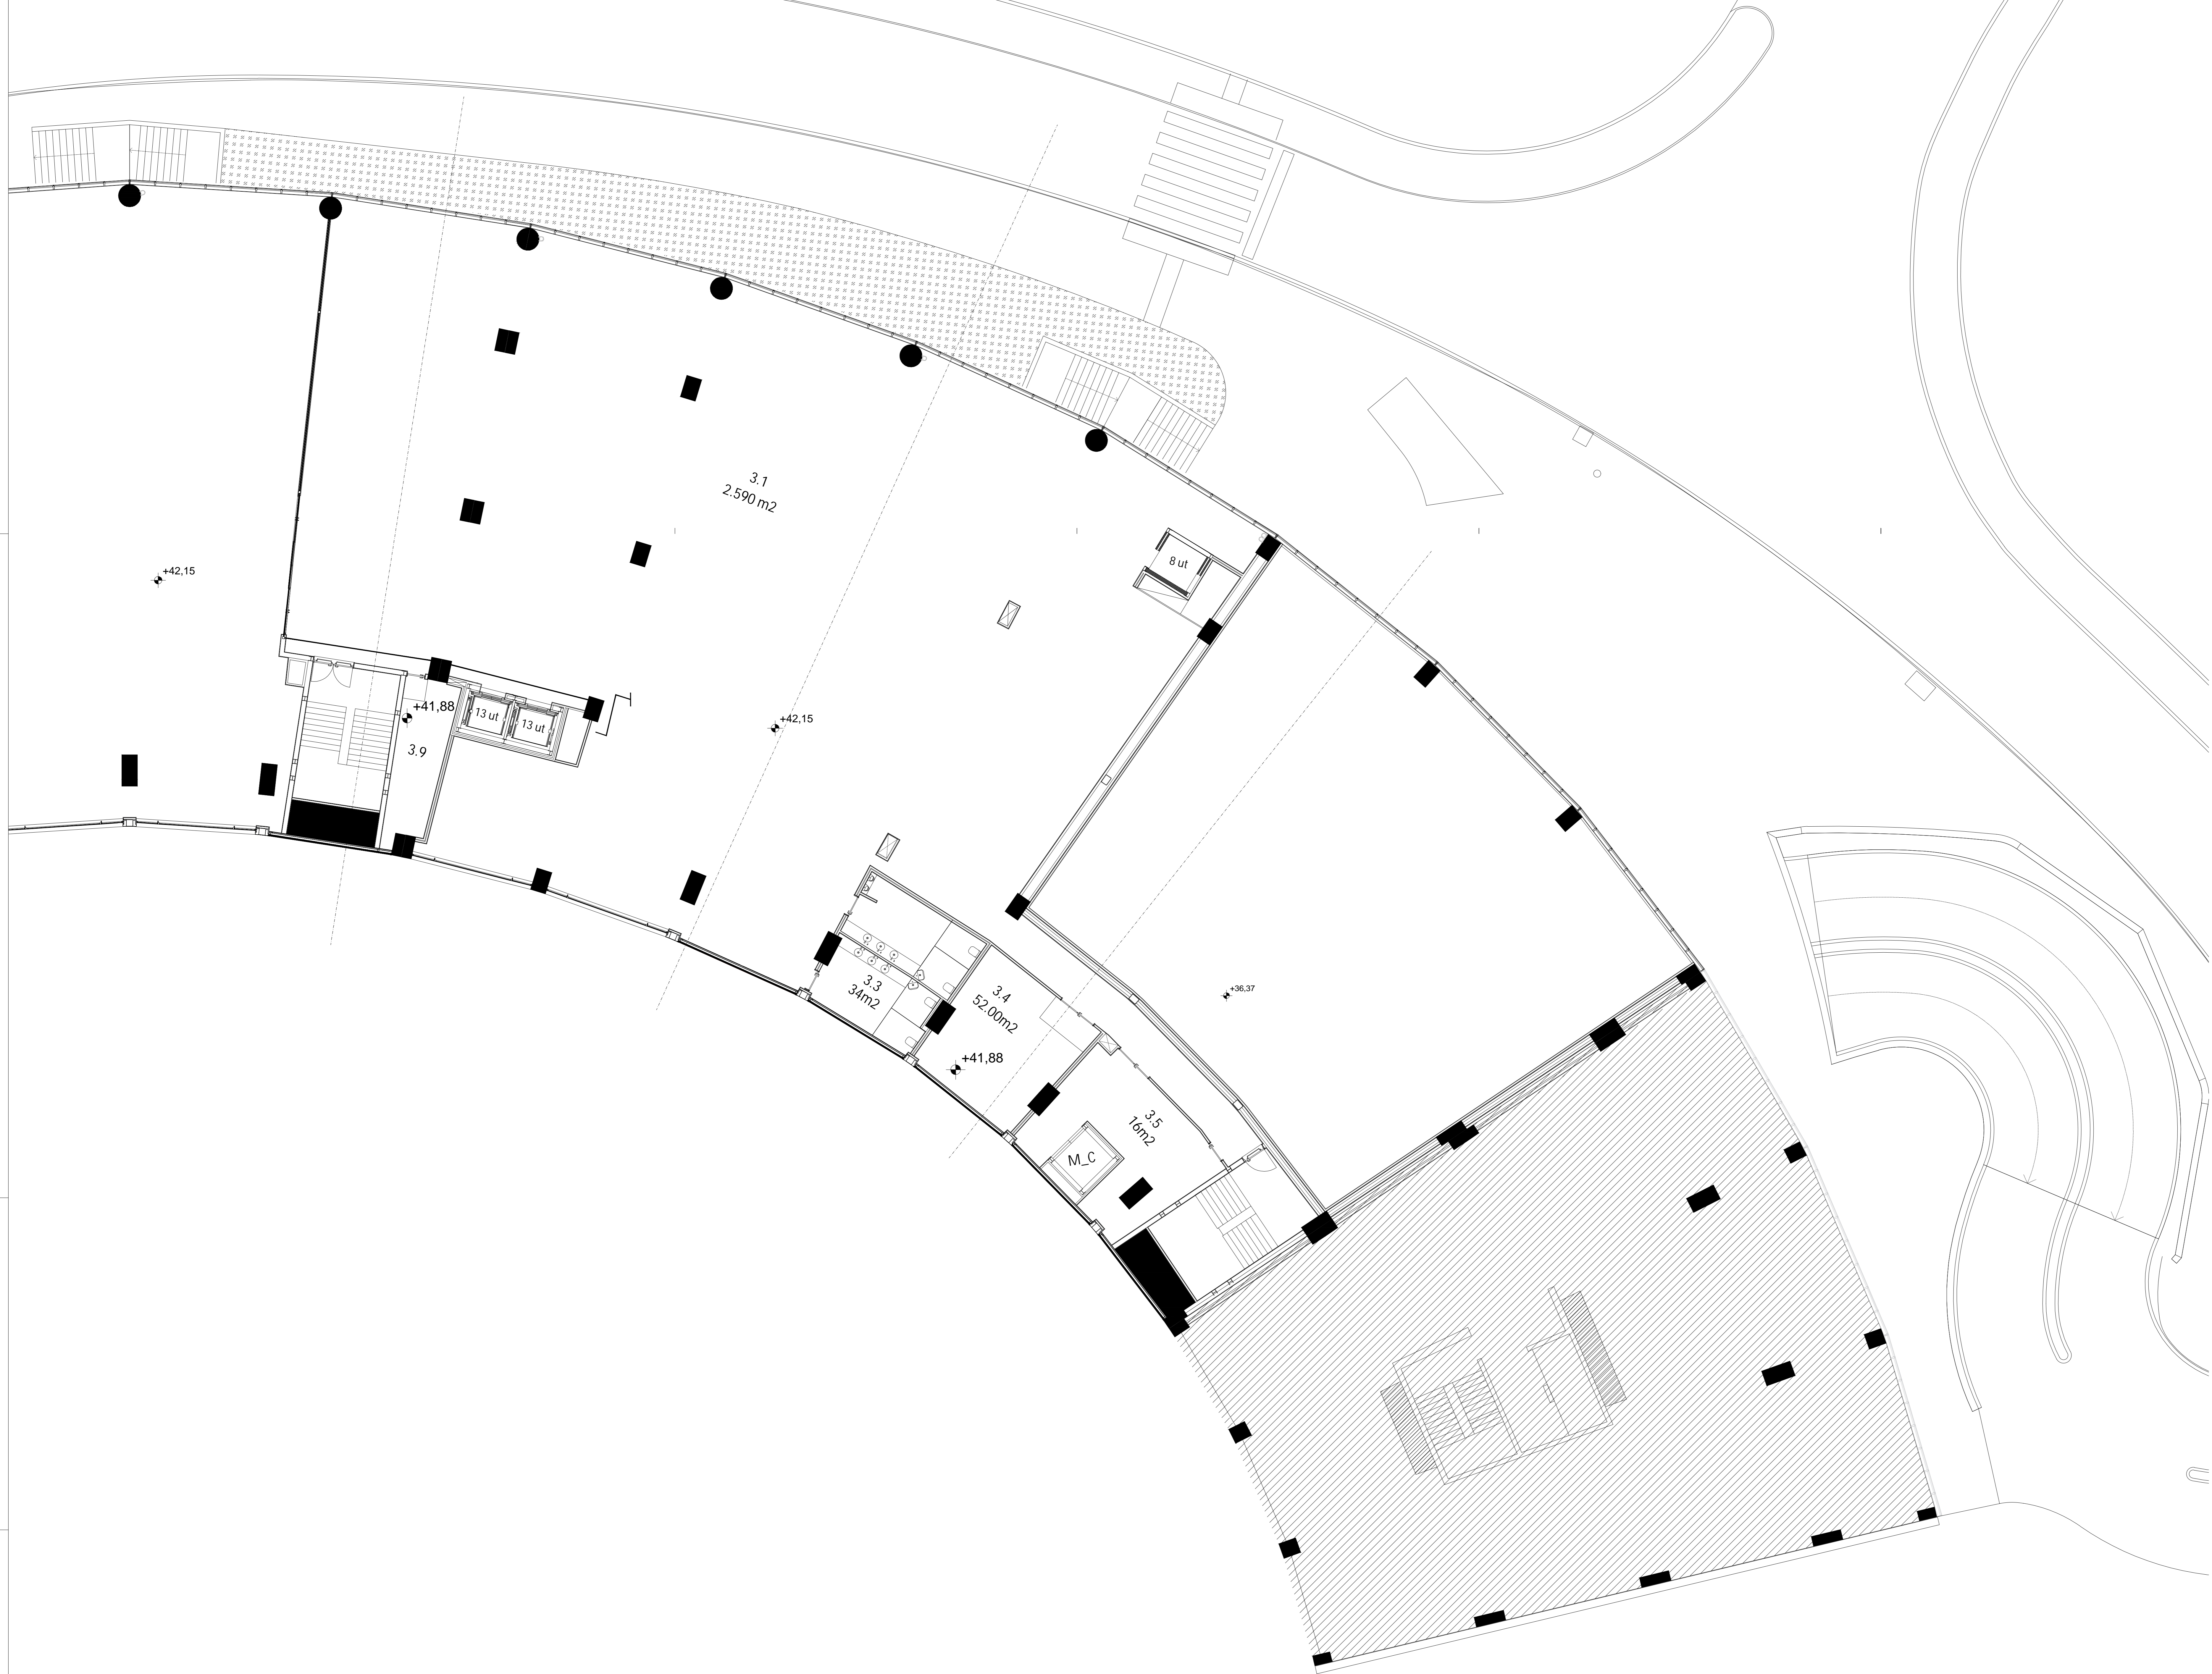 3.1
2.590 m2
8 ut
+42,15
+41,88
13 ut
13 ut
3.9
+42,15
3.3
34m2
3.4
52.00m2
+36,37
+41,88
3.5
16m2
M_C